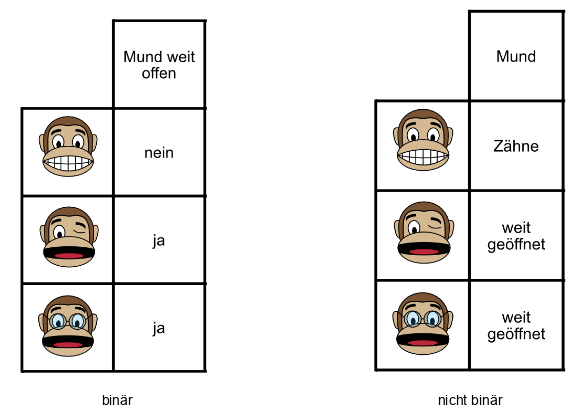 Mund weit
offen
nein
ja
ja
binär
Mund
Zähne
weit
geöffnet
weit
geöffnet
nicht binär